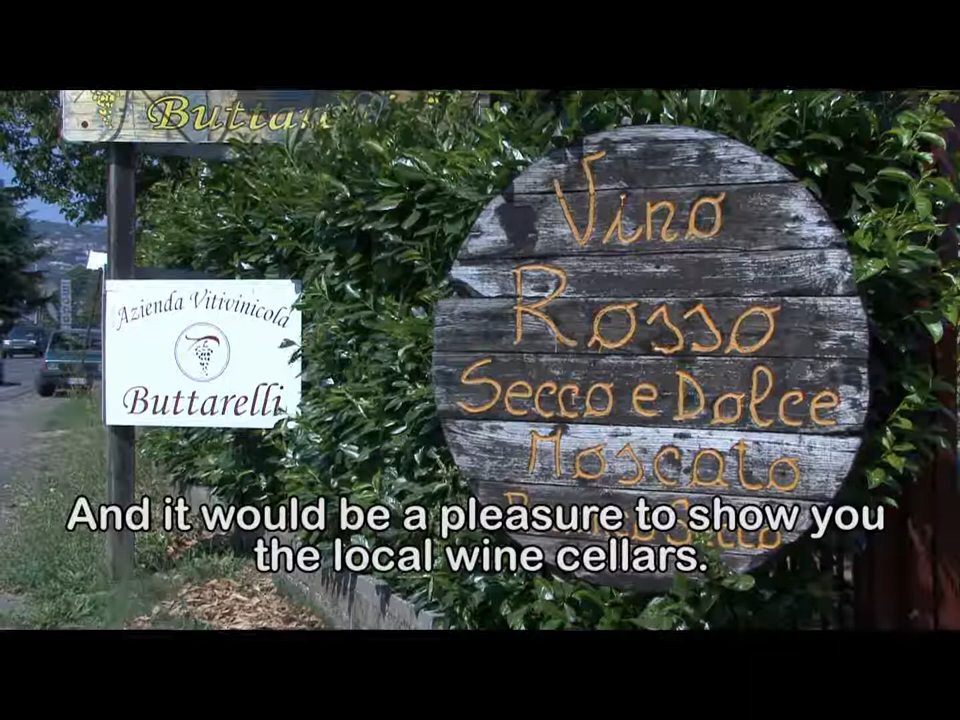 Buttar
Azienda Vitivinicola
Buttarelli
Vino
Rosso
Secco e Dolce
Moscato
And it would be a pleasure to show you
the local wine cellars.